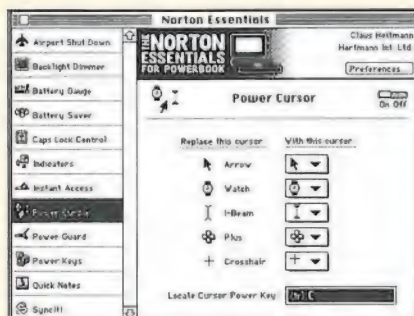 Norton Essentials
Airport Shut Down
Backlight Dimmer
Battery Gauge
Battery Saver
Caps Lock Control
Indicators
Instant Access
Power Cursor
Power Guard
Power Keys
Quick Notes
Sync!!!
THE NORTON
ESSENTIALS
FOR POWERBOOK
Claus Heitmann
Hartmann Int. Ltd
Preferences...
Power Cursor
On Off
Replace this cursor
With this cursor
Arrow
Watch
I-Beam
Plus
Crosshair
Locate Cursor Power Key